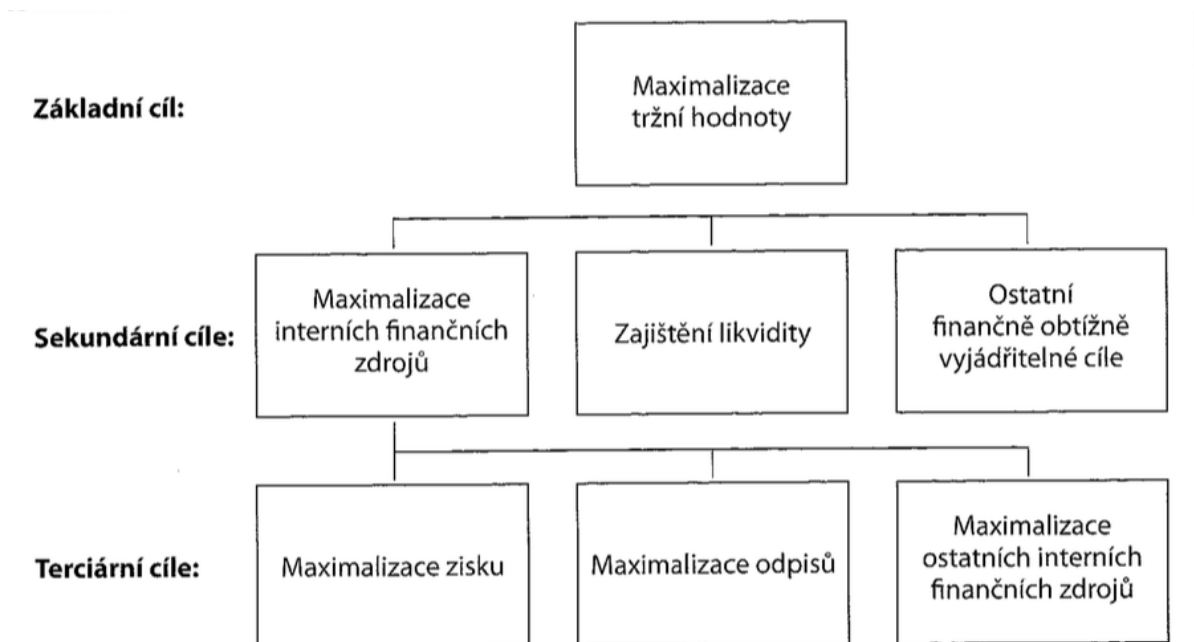 Základní cíl:
Maximalizace
tržní hodnoty
Sekundární cíle:
Maximalizace
interních finančních
zdrojů
Zajištění likvidity
Ostatní
finančně obtížně
vyjádřitelné cíle
Terciární cíle:
Maximalizace zisku
Maximalizace odpisů
Maximalizace
ostatních interních
finančních zdrojů